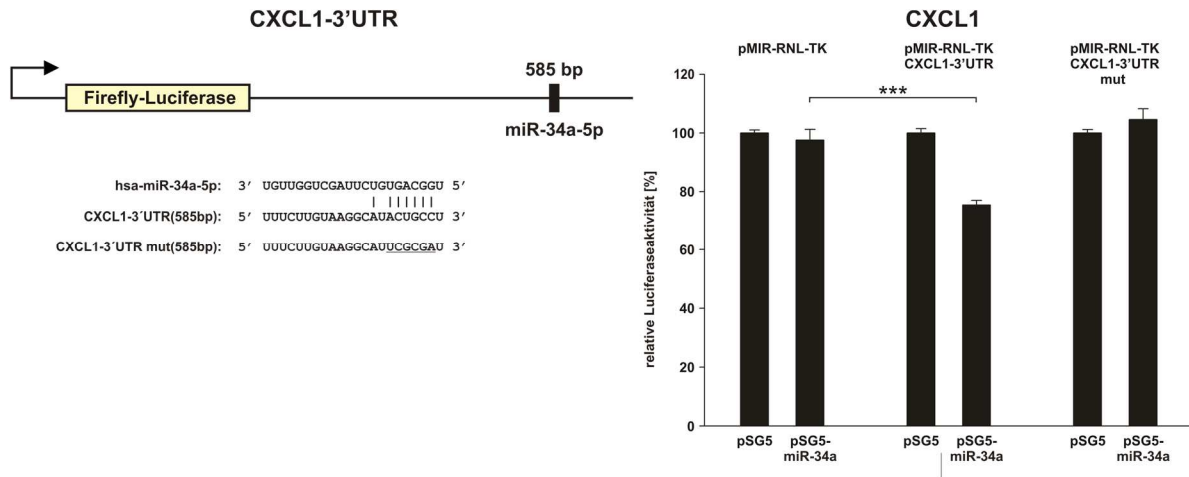 CXCL1-3'UTR
Firefly-Luciferase
585 bp
miR-34a-5p
hsa-miR-34a-5p: 3′ UGUUGGUCGAUUCUGUGACGGU 5′
CXCL1-3´UTR(585bp): 5′ UUUCUUGUAAGGCAUACUGCCU 3′
CXCL1-3´UTR mut(585bp): 5′ UUUCUUGUAAGGCAUUCGCGAU 3′
CXCL1
pMIR-RNL-TK
pMIR-RNL-TK
CXCL1-3'UTR
pMIR-RNL-TK
CXCL1-3'UTR
mut
***
relative Luciferaseaktivität [%]
120
100
80
60
40
20
0
pSG5
pSG5-
miR-34a
pSG5
pSG5-
miR-34a
pSG5
pSG5-
miR-34a